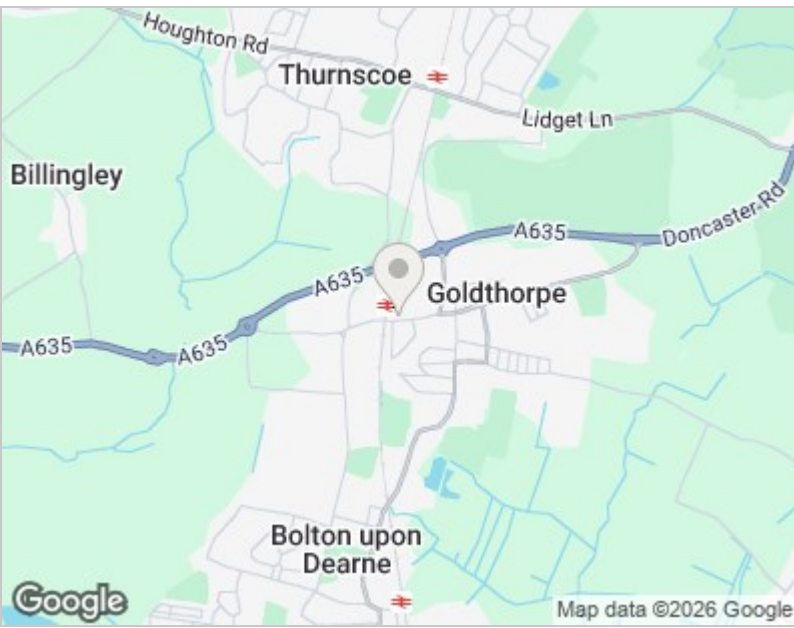 Houghton Rd
Thurnscoe
Lidget Ln
Billingley
Doncaster Rd
A635
A635
Goldthorpe
A635
A635
Bolton upon
Dearne
Google
Map data ©2026 Google